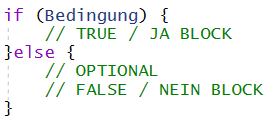 if (Bedingung) {
// TRUE / JA BLOCK
}else {
// OPTIONAL
// FALSE / NEIN BLOCK
}